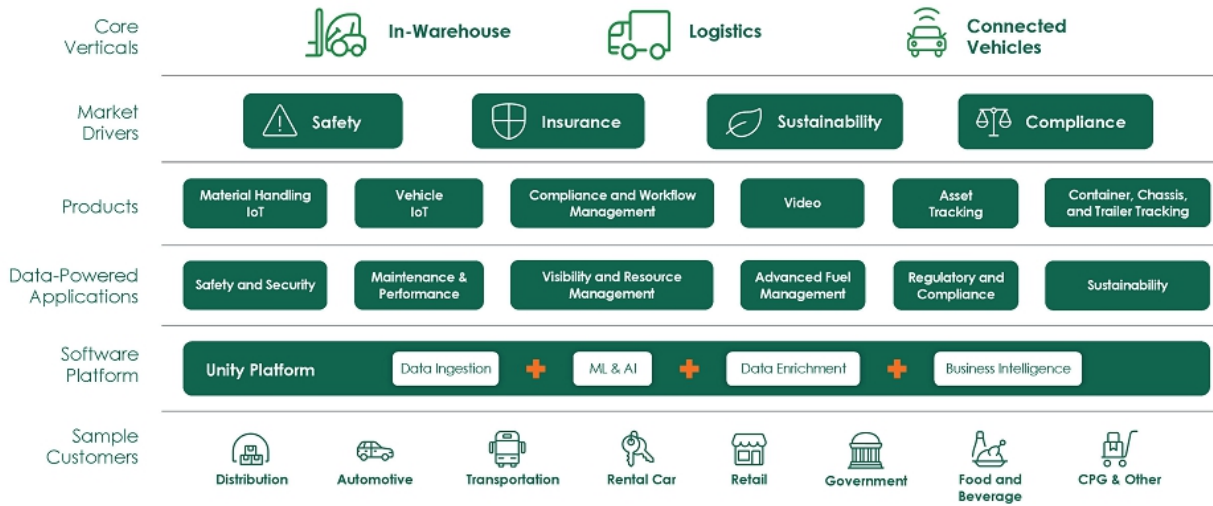 Core
Verticals
In-Warehouse
Logistics
Connected
Vehicles
Market
Drivers
Safety
Insurance
Sustainability
Compliance
Products
Material Handling
IoT
Vehicle
IoT
Compliance and Workflow
Management
Video
Asset
Tracking
Container, Chassis,
and Trailer Tracking
Data-Powered
Applications
Safety and Security
Maintenance &
Performance
Visibility and Resource
Management
Advanced Fuel
Management
Regulatory and
Compliance
Sustainability
Software
Platform
Unity Platform
Data Ingestion
ML & AI
Data Enrichment
Business Intelligence
Sample
Customers
Distribution
Automotive
Transportation
Rental Car
Retail
Government
Food and
Beverage
CPG & Other